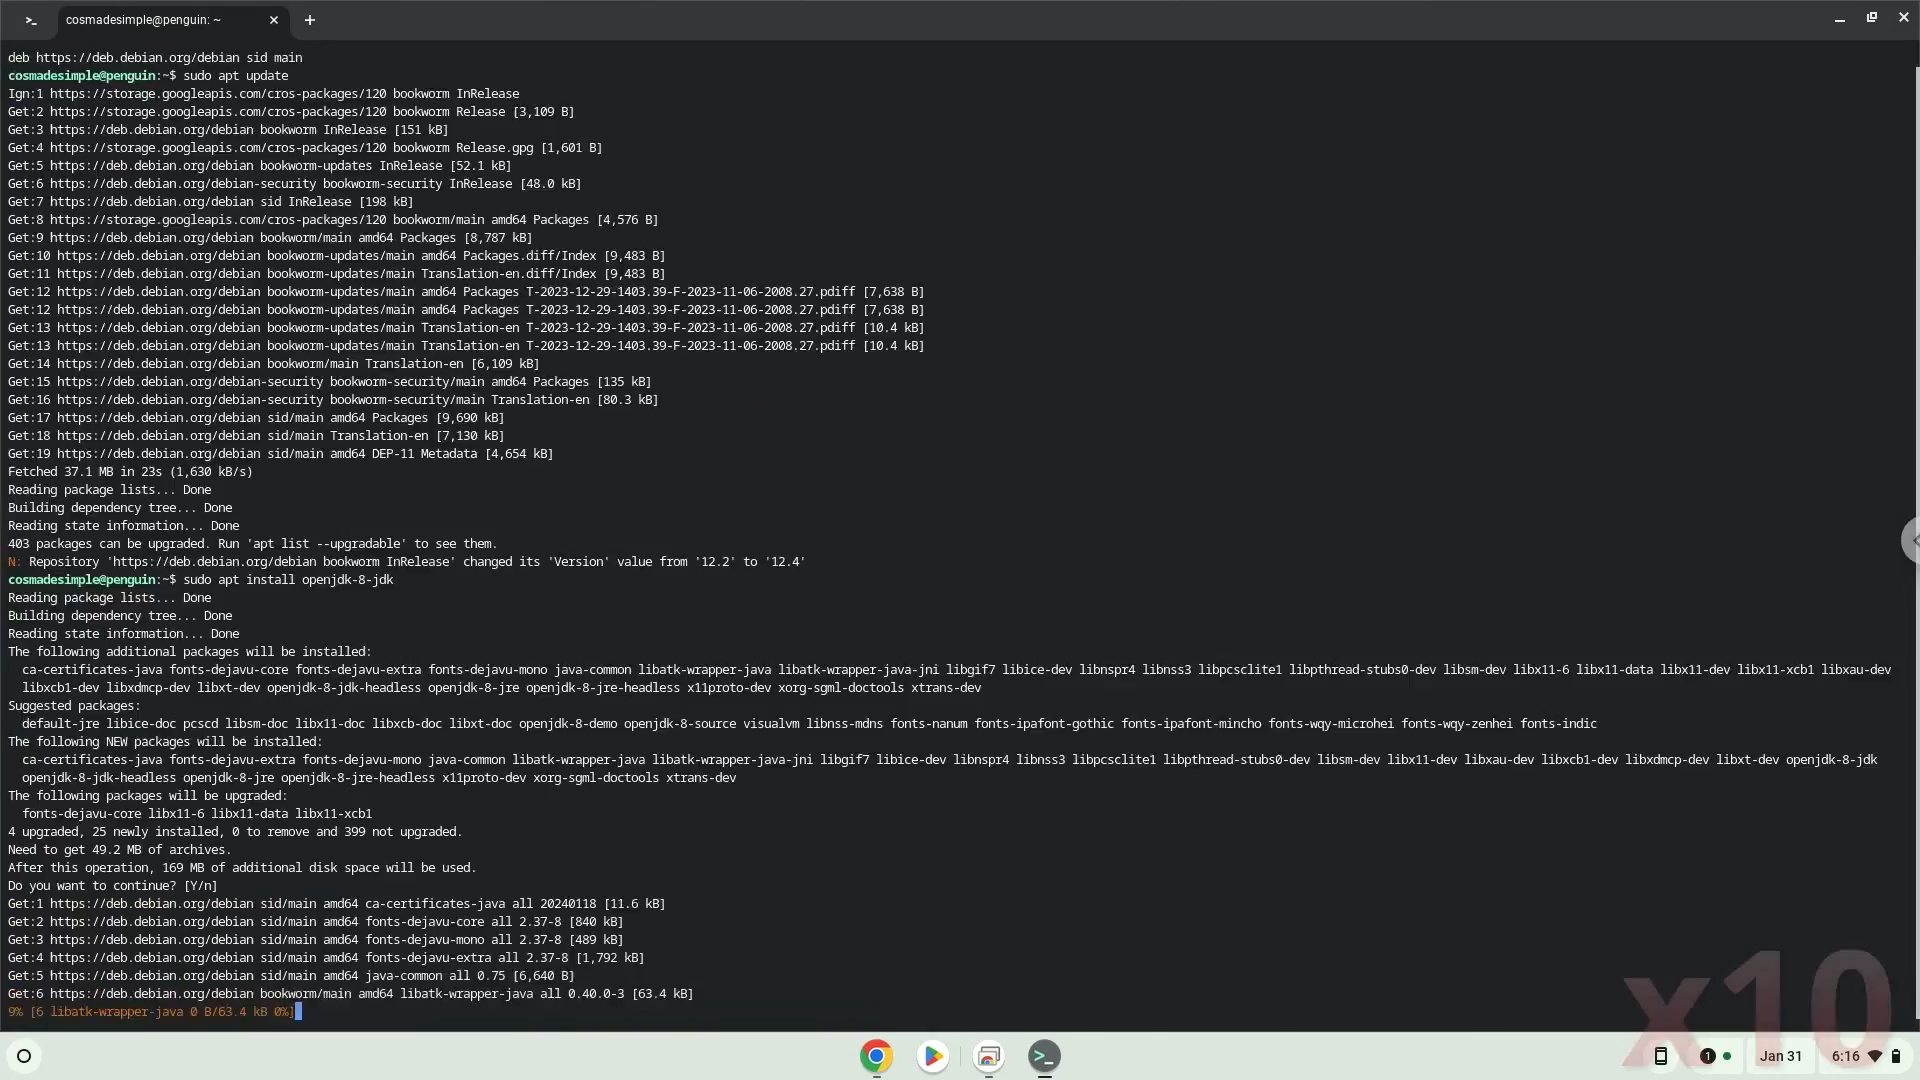 cosmadesimple@penguin: ~
deb https://deb.debian.org/debian sid main
cosmadesimple@penguin:~$ sudo apt update
Ign:1 https://storage.googleapis.com/cros-packages/120 bookworm InRelease
Get:2 https://storage.googleapis.com/cros-packages/120 bookworm Release [3,109 B]
Get:3 https://deb.debian.org/debian bookworm InRelease [151 kB]
Get:4 https://storage.googleapis.com/cros-packages/120 bookworm Release.gpg [1,601 B]
Get:5 https://deb.debian.org/debian bookworm-updates InRelease [52.1 kB]
Get:6 https://deb.debian.org/debian-security bookworm-security InRelease [48.0 kB]
Get:7 https://deb.debian.org/debian sid InRelease [198 kB]
Get:8 https://storage.googleapis.com/cros-packages/120 bookworm/main amd64 Packages [4,576 B]
Get:9 https://deb.debian.org/debian bookworm/main amd64 Packages [8,787 kB]
Get:10 https://deb.debian.org/debian bookworm-updates/main amd64 Packages.diff/Index [9,483 B]
Get:11 https://deb.debian.org/debian bookworm-updates/main Translation-en.diff/Index [9,483 B]
Get:12 https://deb.debian.org/debian bookworm-updates/main amd64 Packages T-2023-12-29-1403.39-F-2023-11-06-2008.27.pdiff [7,638 B]
Get:12 https://deb.debian.org/debian bookworm-updates/main amd64 Packages T-2023-12-29-1403.39-F-2023-11-06-2008.27.pdiff [7,638 B]
Get:13 https://deb.debian.org/debian bookworm-updates/main Translation-en T-2023-12-29-1403.39-F-2023-11-06-2008.27.pdiff [10.4 kB]
Get:13 https://deb.debian.org/debian bookworm-updates/main Translation-en T-2023-12-29-1403.39-F-2023-11-06-2008.27.pdiff [10.4 kB]
Get:14 https://deb.debian.org/debian bookworm/main Translation-en [6,109 kB]
Get:15 https://deb.debian.org/debian-security bookworm-security/main amd64 Packages [135 kB]
Get:16 https://deb.debian.org/debian-security bookworm-security/main Translation-en [80.3 kB]
Get:17 https://deb.debian.org/debian sid/main amd64 Packages [9,690 kB]
Get:18 https://deb.debian.org/debian sid/main Translation-en [7,130 kB]
Get:19 https://deb.debian.org/debian sid/main amd64 DEP-11 Metadata [4,654 kB]
Fetched 37.1 MB in 23s (1,630 kB/s)
Reading package lists... Done
Building dependency tree... Done
Reading state information... Done
403 packages can be upgraded. Run 'apt list --upgradable' to see them.
N: Repository 'https://deb.debian.org/debian bookworm InRelease' changed its 'Version' value from '12.2' to '12.4'
cosmadesimple@penguin:~$ sudo apt install openjdk-8-jdk
Reading package lists... Done
Building dependency tree... Done
Reading state information... Done
The following additional packages will be installed:
ca-certificates-java fonts-dejavu-core fonts-dejavu-extra fonts-dejavu-mono java-common libatk-wrapper-java libatk-wrapper-java-jni libgif7 libice-dev libnspr4 libnss3 libpcsclite1 libpthread-stubs0-dev libsm-dev libx11-6 libx11-data libx11-dev libx11-xcb1 libxau-dev
libxcb1-dev libxdmcp-dev libxt-dev openjdk-8-jdk-headless openjdk-8-jre openjdk-8-jre-headless x11proto-dev xorg-sgml-doctools xtrans-dev
Suggested packages:
default-jre libice-doc pcscd libsm-doc libx11-doc libxcb-doc libxt-doc openjdk-8-demo openjdk-8-source visualvm libnss-mdns fonts-nanum fonts-ipafont-gothic fonts-ipafont-mincho fonts-wqy-microhei fonts-wqy-zenhei fonts-indic
The following NEW packages will be installed:
ca-certificates-java fonts-dejavu-extra fonts-dejavu-mono java-common libatk-wrapper-java libatk-wrapper-java-jni libgif7 libice-dev libnspr4 libnss3 libpcsclite1 libpthread-stubs0-dev libsm-dev libx11-dev libxau-dev libxcb1-dev libxdmcp-dev libxt-dev openjdk-8-jdk
openjdk-8-jdk-headless openjdk-8-jre openjdk-8-jre-headless x11proto-dev xorg-sgml-doctools xtrans-dev
The following packages will be upgraded:
fonts-dejavu-core libx11-6 libx11-data libx11-xcb1
4 upgraded, 25 newly installed, 0 to remove and 399 not upgraded.
Need to get 49.2 MB of archives.
After this operation, 169 MB of additional disk space will be used.
Do you want to continue? [Y/n]
Get:1 https://deb.debian.org/debian sid/main amd64 ca-certificates-java all 20240118 [11.6 kB]
Get:2 https://deb.debian.org/debian sid/main amd64 fonts-dejavu-core all 2.37-8 [840 kB]
Get:3 https://deb.debian.org/debian sid/main amd64 fonts-dejavu-mono all 2.37-8 [489 kB]
Get:4 https://deb.debian.org/debian sid/main amd64 fonts-dejavu-extra all 2.37-8 [1,792 kB]
Get:5 https://deb.debian.org/debian sid/main amd64 java-common all 0.75 [6,640 B]
Get:6 https://deb.debian.org/debian bookworm/main amd64 libatk-wrapper-java all 0.40.0-3 [63.4 kB]
9% [6 libatk-wrapper-java 0 B/63.4 kB 0%]
x10
1
Jan 31
6:16